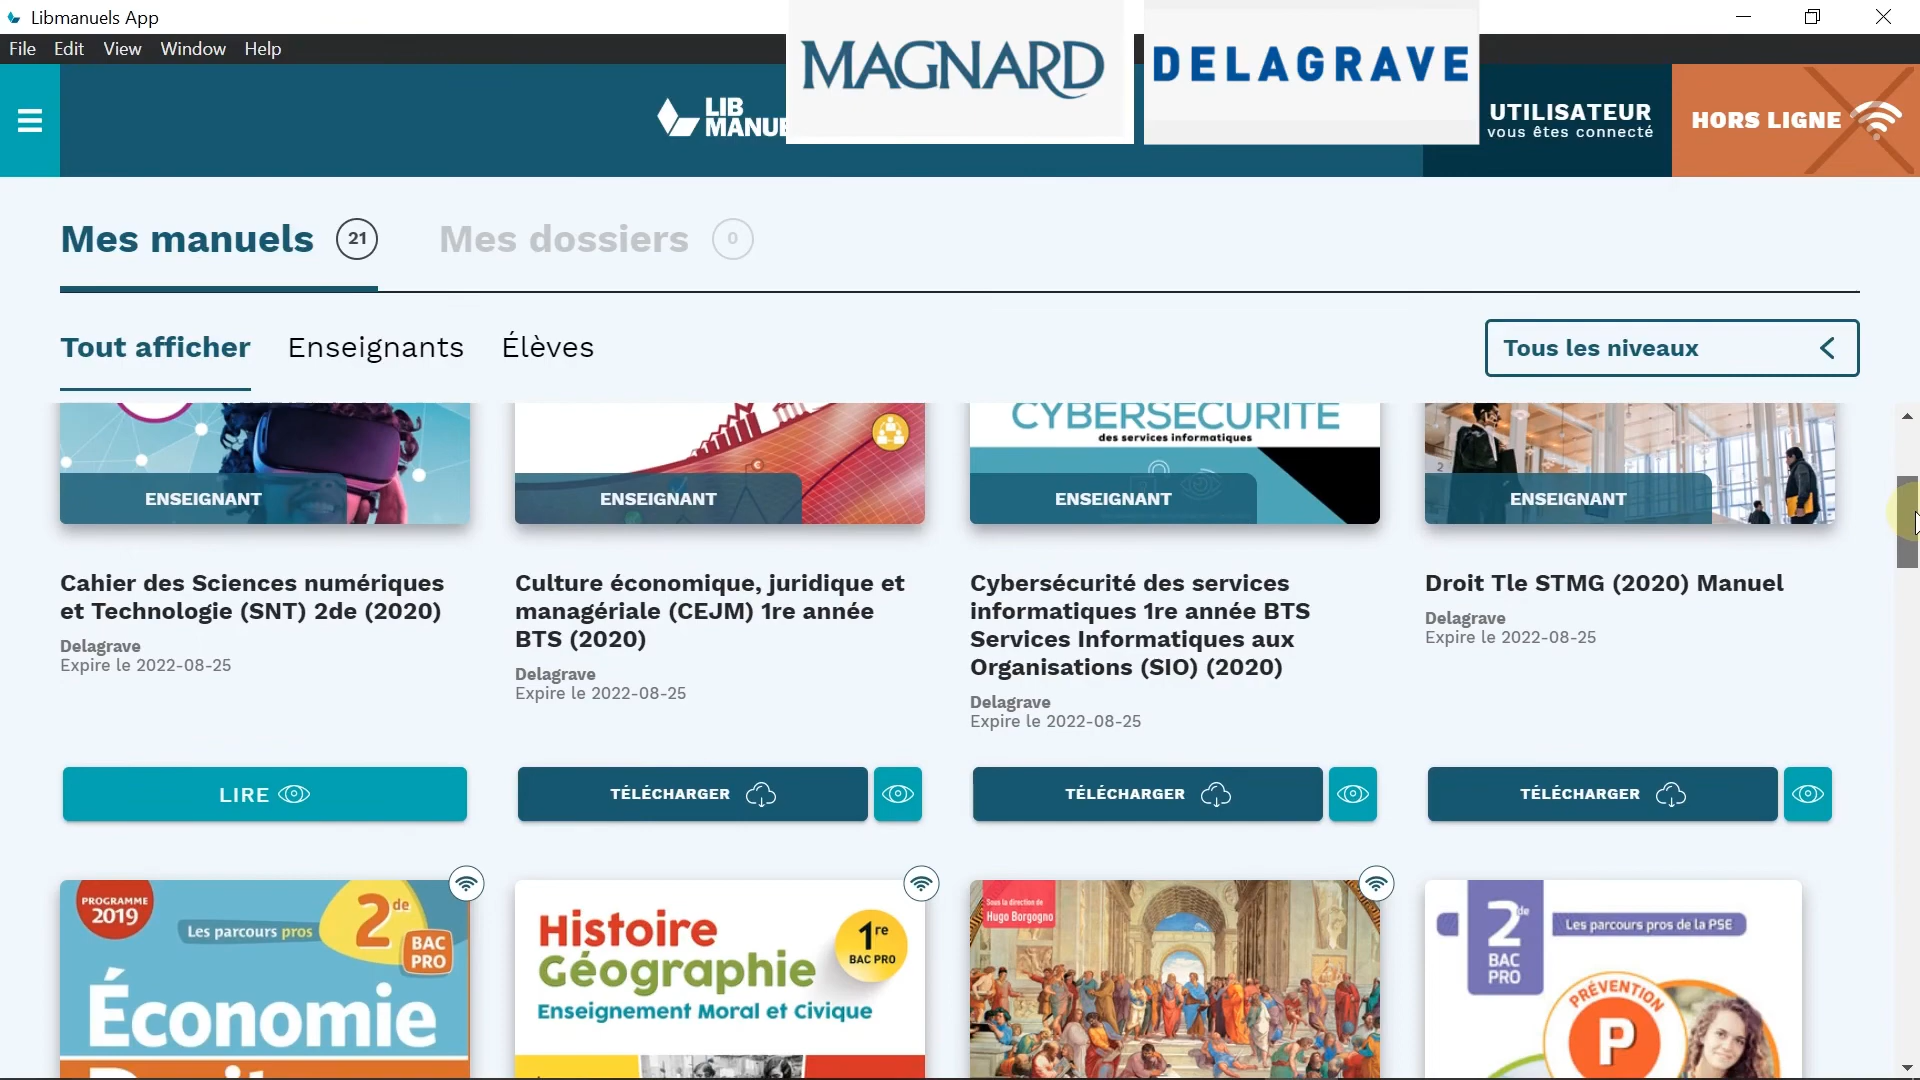 Libmanuels App
File Edit View Window Help
MAGNARD
DELAGRAVE
LIB
MANUE
UTILISATEUR
vous êtes connecté
HORS LIGNE
Mes manuels 21
Mes dossiers 0
Tout afficher Enseignants Élèves
Tous les niveaux
CYBERSÉCURITÉ
des services informatiques
2
€
ENSEIGNANT
ENSEIGNANT
ENSEIGNANT
ENSEIGNANT
Cahier des Sciences numériques
et Technologie (SNT) 2de (2020)
Delagrave
Expire le 2022-08-25
Culture économique, juridique et
managériale (CEJM) 1re année
BTS (2020)
Delagrave
Expire le 2022-08-25
Cybersécurité des services
informatiques 1re année BTS
Services Informatiques aux
Organisations (SIO) (2020)
Delagrave
Expire le 2022-08-25
Droit Tle STMG (2020) Manuel
Delagrave
Expire le 2022-08-25
LIRE
TÉLÉCHARGER
TÉLÉCHARGER
TÉLÉCHARGER
PROGRAMME
2019
Les parcours pros
2de
BAC
PRO
Économie
Droit
Histoire
Géographie
Enseignement Moral et Civique
1re
BAC PRO
Sous la direction de
Hugo Borgogno
2de
BAC
PRO
Les parcours pros de la PSE
PRÉVENTION
P